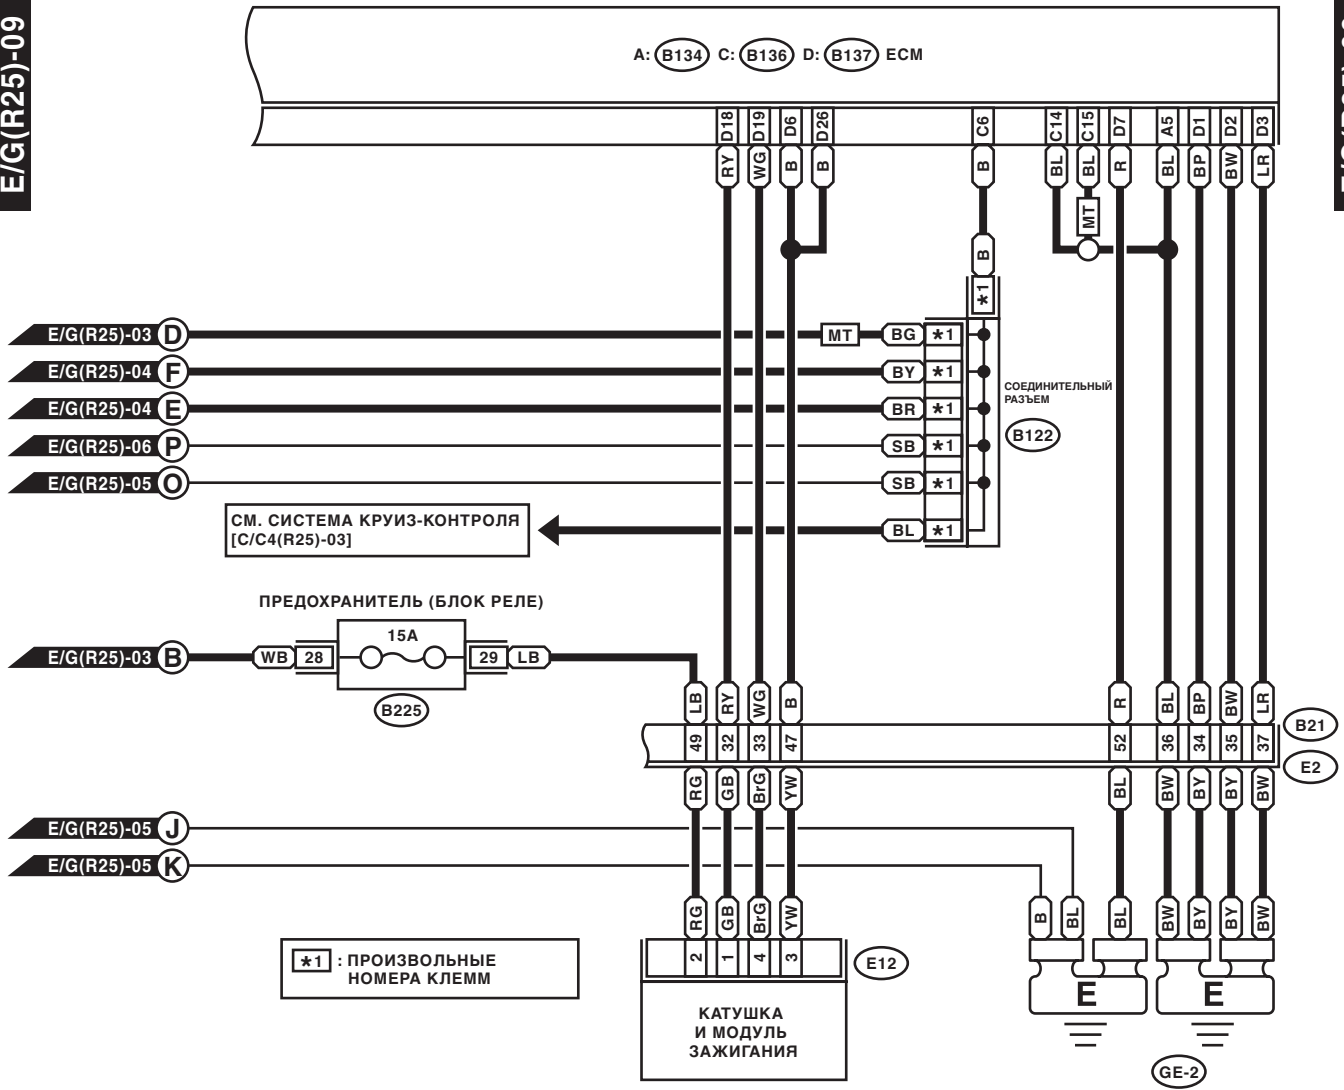 E/G(R25)-09
A: B134 C: B136 D: B137 ECM
D18 D19 D6 D26 C6 C14 C15 D7 A5 D1 D2 D3
RY WG B B B BL BL R BL BP BW LR
MT
B
*1
E/G(R25)-03 D MT BG *1
E/G(R25)-04 F BY *1
СОЕДИНИТЕЛЬНЫЙ
РАЗЪЕМ
E/G(R25)-04 E BR *1
B122
E/G(R25)-06 P SB *1
E/G(R25)-05 O SB *1
СМ. СИСТЕМА КРУИЗ-КОНТРОЛЯ
[C/C4(R25)-03]
BL *1
ПРЕДОХРАНИТЕЛЬ (БЛОК РЕЛЕ)
15A
E/G(R25)-03 B WB 28 29 LB
B225
LB RY WG B R BL BP BW LR
B21
49 32 33 47 52 36 34 35 37
E2
RG GB BrG YW BL BW BY BY BW
E/G(R25)-05 J
E/G(R25)-05 K
RG GB BrG YW B BL BL BW BY BY BW
2 1 4 3
E12
*1 : ПРОИЗВОЛЬНЫЕ
НОМЕРА КЛЕММ
E E
КАТУШКА
И МОДУЛЬ
ЗАЖИГАНИЯ
GE-2